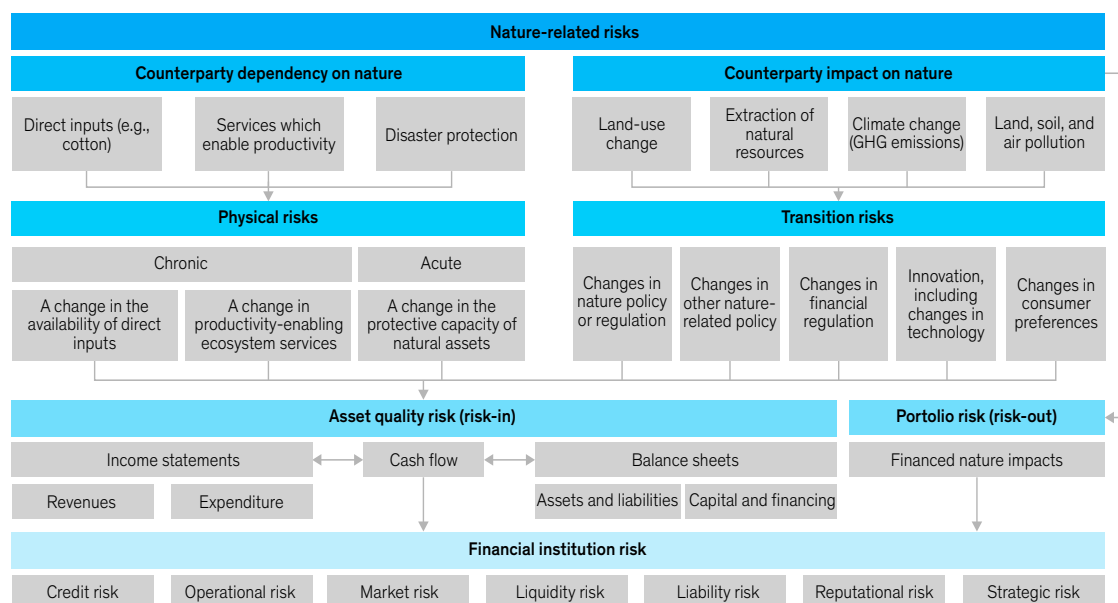 Nature-related risks
Counterparty dependency on nature
Counterparty impact on nature
Direct inputs (e.g.,
cotton)
Services which
enable productivity
Disaster protection
Land-use
change
Extraction of
natural
resources
Climate change
(GHG emissions)
Land, soil, and
air pollution
Physical risks
Transition risks
Chronic
Acute
A change in the
availability of direct
inputs
A change in
productivity-enabling
ecosystem services
A change in the
protective capacity of
natural assets
Changes in
nature policy
or regulation
Changes in
other nature-
related policy
Changes in
financial
regulation
Innovation,
including
changes in
technology
Changes in
consumer
preferences
Asset quality risk (risk-in)
Portolio risk (risk-out)
Income statements
Cash flow
Balance sheets
Financed nature impacts
Revenues
Expenditure
Assets and liabilities
Capital and financing
Financial institution risk
Credit risk
Operational risk
Market risk
Liquidity risk
Liability risk
Reputational risk
Strategic risk